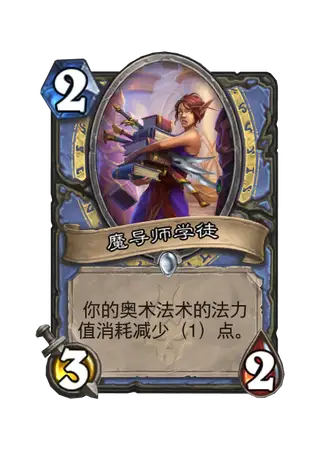 2
魔导师学徒
你的奥术法术的法力
值消耗减少（1）点。
3
2